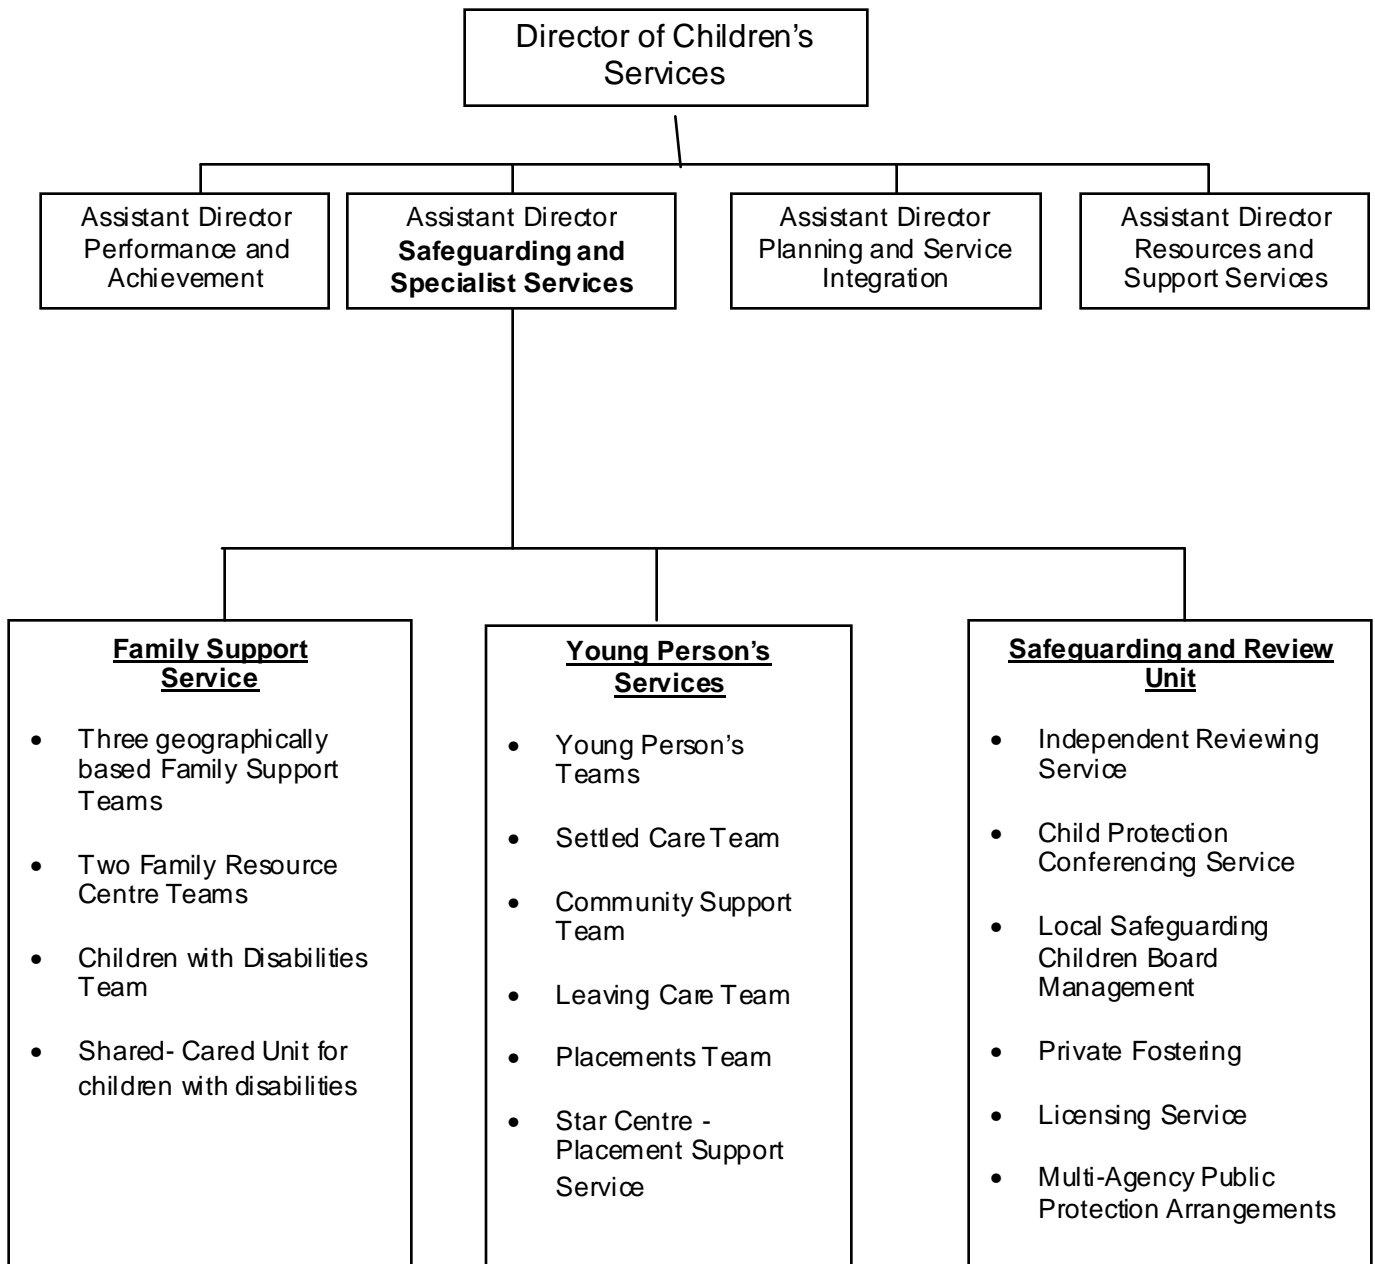 Director of Children's
Services
Assistant Director
Performance and
Achievement
Assistant Director
Safeguarding and
Specialist Services
Assistant Director
Planning and Service
Integration
Assistant Director
Resources and
Support Services
Family Support
Service
• Three geographically
based Family Support
Teams
• Two Family Resource
Centre Teams
• Children with Disabilities
Team
• Shared- Cared Unit for
children with disabilities
Young Person's
Services
• Young Person's
Teams
• Settled Care Team
• Community Support
Team
• Leaving Care Team
• Placements Team
• Star Centre -
Placement Support
Service
Safeguarding and Review
Unit
• Independent Reviewing
Service
• Child Protection
Conferencing Service
• Local Safeguarding
Children Board
Management
• Private Fostering
• Licensing Service
• Multi-Agency Public
Protection Arrangements